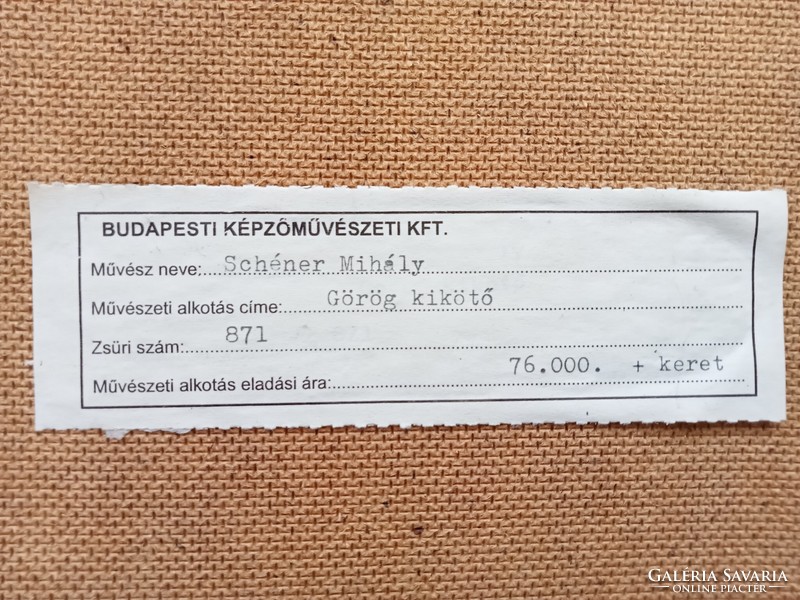 BUDAPESTI KÉPZŐMŰVÉSZETI KFT.
Művész neve: Schéner Mihály
Művészeti alkotás címe: Görög kikötő
Zsűri szám: 871
Művészeti alkotás eladási ára: 76.000. + keret
GALÉRIA SAVARIA
ONLINE PIACTÉR